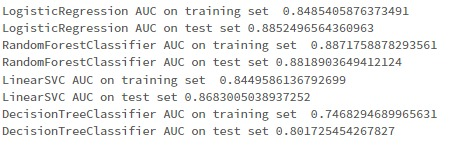 LogisticRegression AUC on training set  0.8485405876373491
LogisticRegression AUC on test set 0.8852496564360963
RandomForestClassifier AUC on training set  0.8871758878293561
RandomForestClassifier AUC on test set 0.8818903649412124
LinearSVC AUC on training set  0.8449586136792699
LinearSVC AUC on test set 0.8683005038937252
DecisionTreeClassifier AUC on training set  0.7468294689965631
DecisionTreeClassifier AUC on test set 0.801725454267827